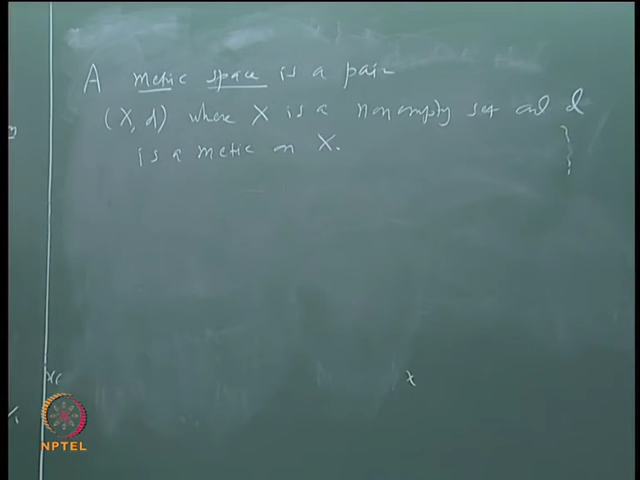 A metric space is a pair
(X, d) where X is a nonempty set and d
is a metric on X.
NPTEL